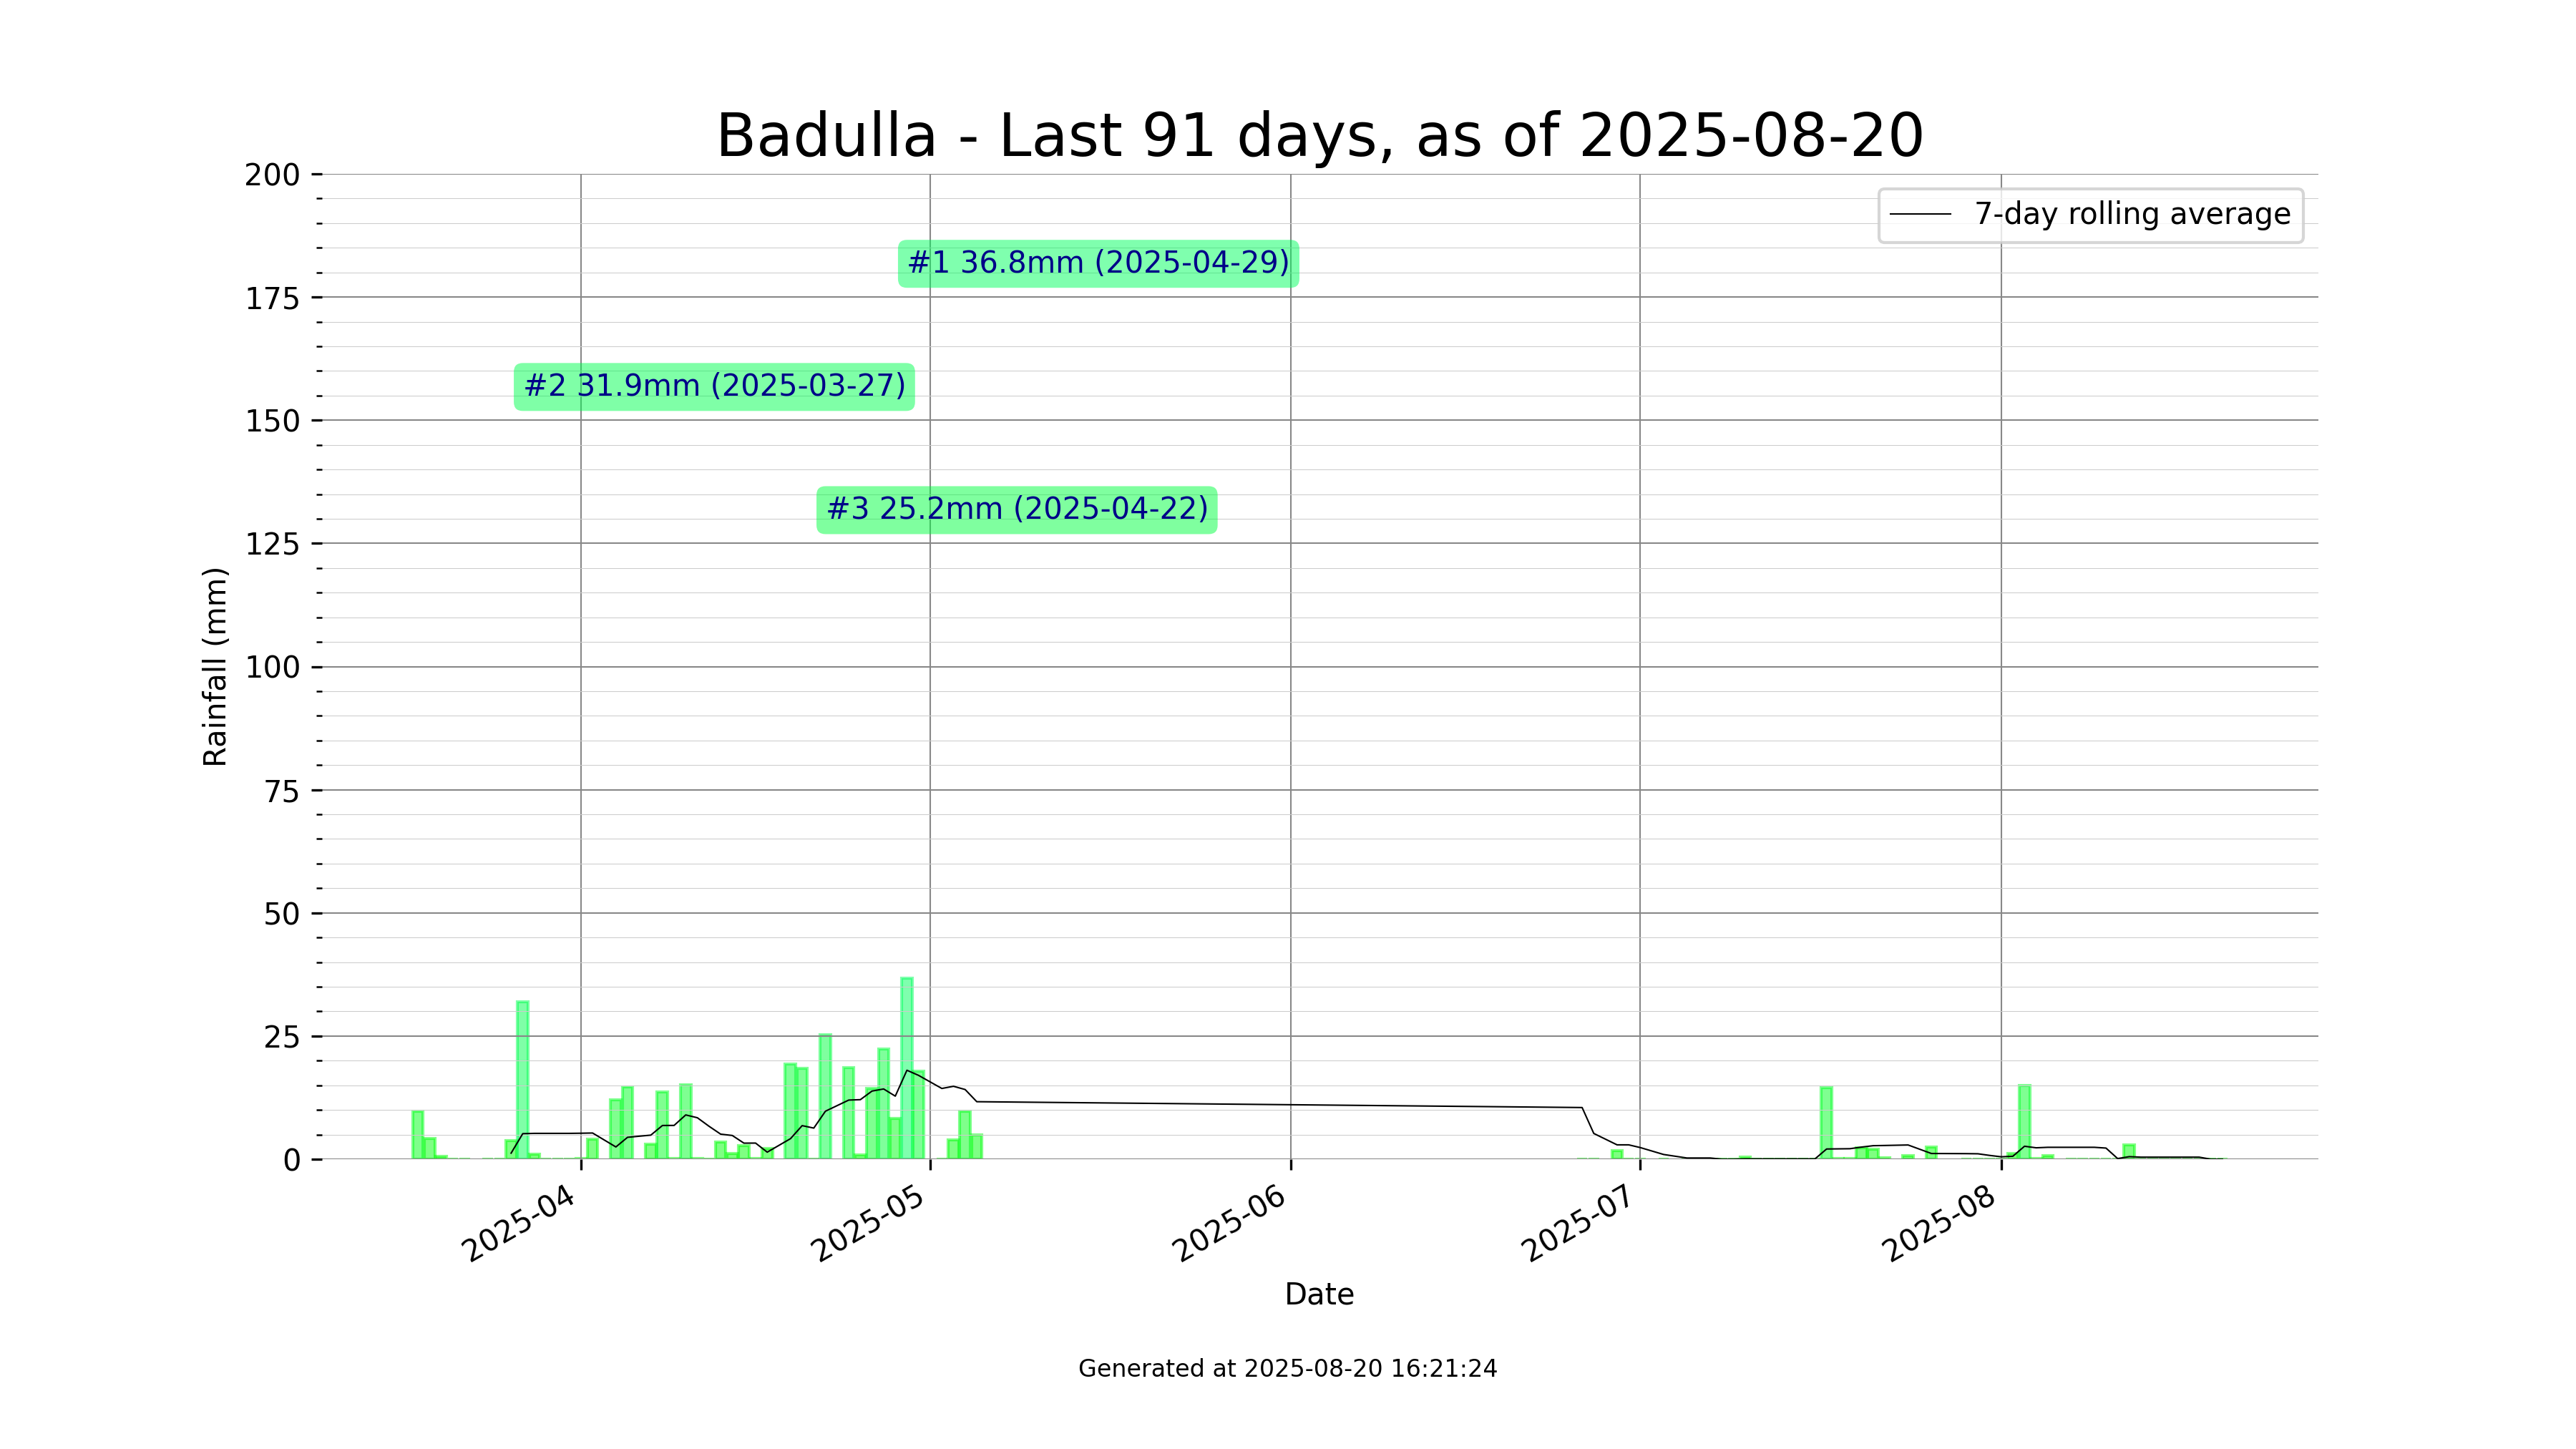 Badulla - Last 91 days, as of 2025-08-20
200
175
150
125
100
75
50
25
0
Rainfall (mm)
7-day rolling average
#1 36.8mm (2025-04-29)
#2 31.9mm (2025-03-27)
#3 25.2mm (2025-04-22)
2025-04
2025-05
2025-06
2025-07
2025-08
Date
Generated at 2025-08-20 16:21:24